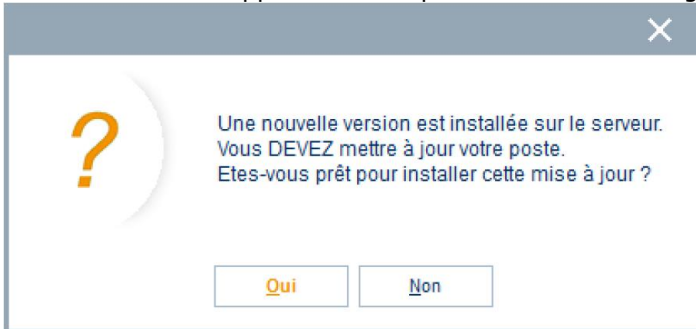 Une nouvelle version est installée sur le serveur.
Vous DEVEZ mettre à jour votre poste.
Etes-vous prêt pour installer cette mise à jour ?
Oui
Non